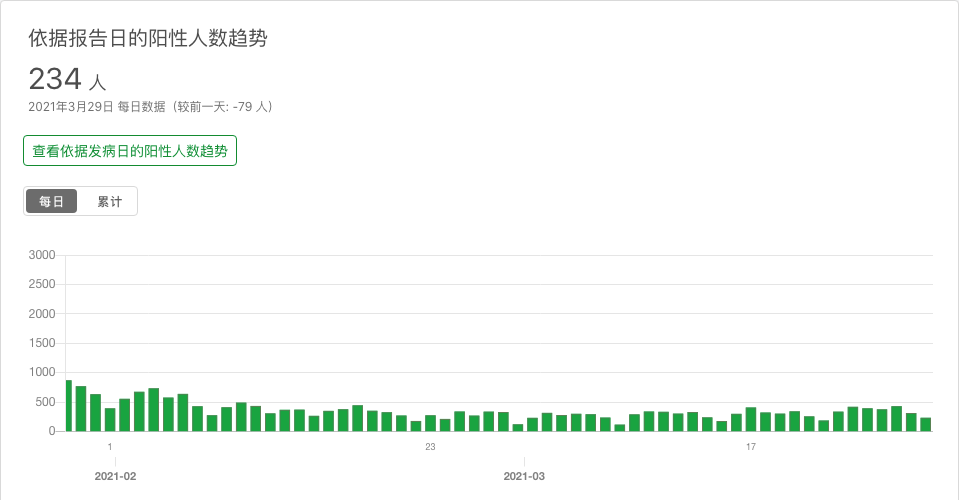 依据报告日的阳性人数趋势
234 人
2021年3月29日 每日数据（较前一天: -79 人）
查看依据发病日的阳性人数趋势
每日 累计
3000
2500
2000
1500
1000
500
0
1 23 17
2021-02 2021-03